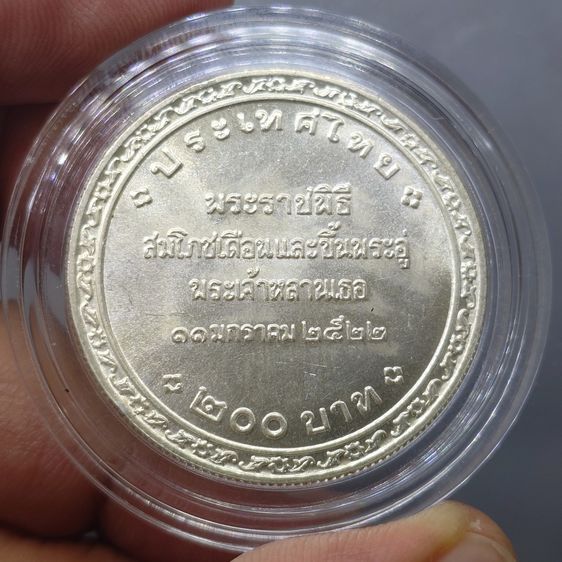 ประเทศไทย
พระราชพิธี
สมโภชเดือนและขึ้นพระอู่
พระเจ้าหลานเธอ
๑๑ มกราคม ๒๕๒๒
๒๐๐ บาท